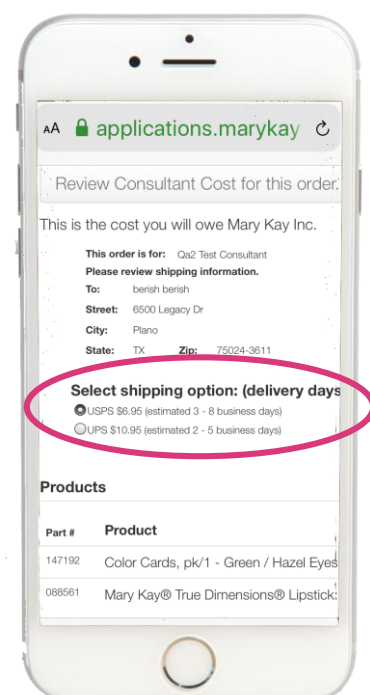 AA applications.marykay
Review Consultant Cost for this order.
This is the cost you will owe Mary Kay Inc.
This order is for: Qa2 Test Consultant
Please review shipping information.
To: berish berish
Street: 6500 Legacy Dr
City: Plano
State: TX Zip: 75024-3611
Select shipping option: (delivery days
USPS $6.95 (estimated 3 - 8 business days)
UPS $10.95 (estimated 2 - 5 business days)
Products
Part # Product
147192 Color Cards, pk/1 - Green / Hazel Eyes
088561 Mary Kay® True Dimensions® Lipstick: